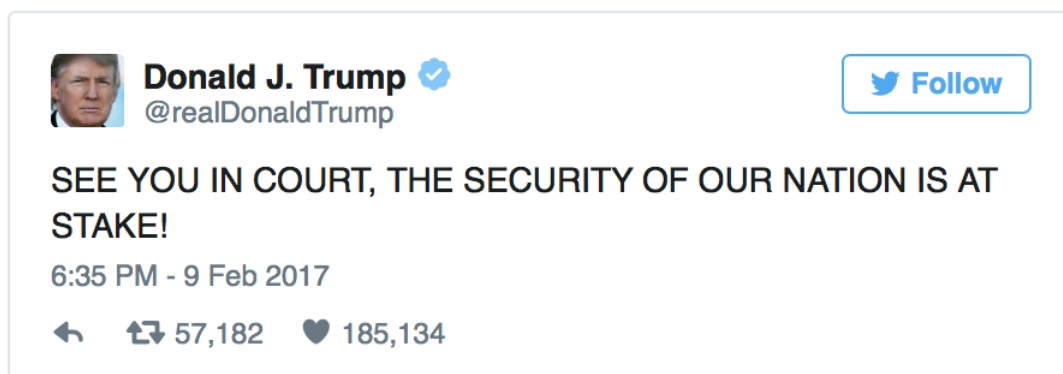 Donald J. Trump
Follow
@realDonaldTrump
SEE YOU IN COURT, THE SECURITY OF OUR NATION IS AT
STAKE!
6:35 PM - 9 Feb 2017
57,182 185,134